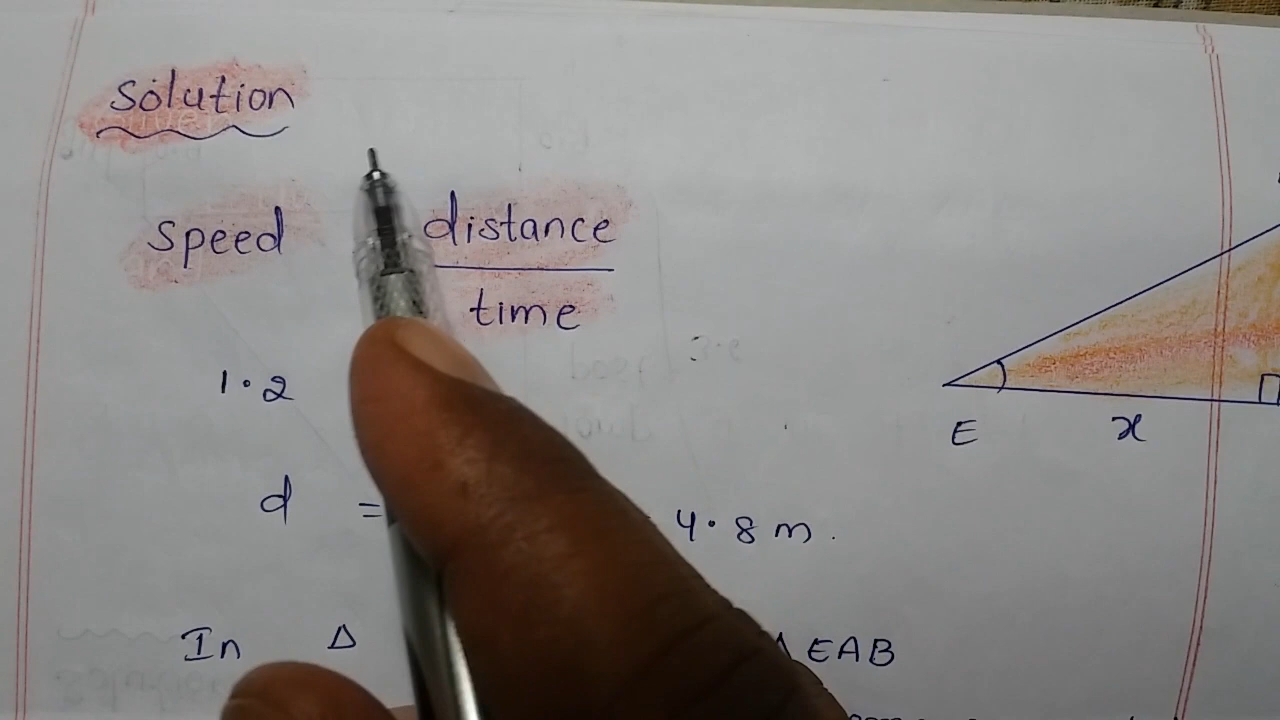 Solution
Speed distance
time
1.2
d = 4.8 m.
E x
In Δ Δ EAB